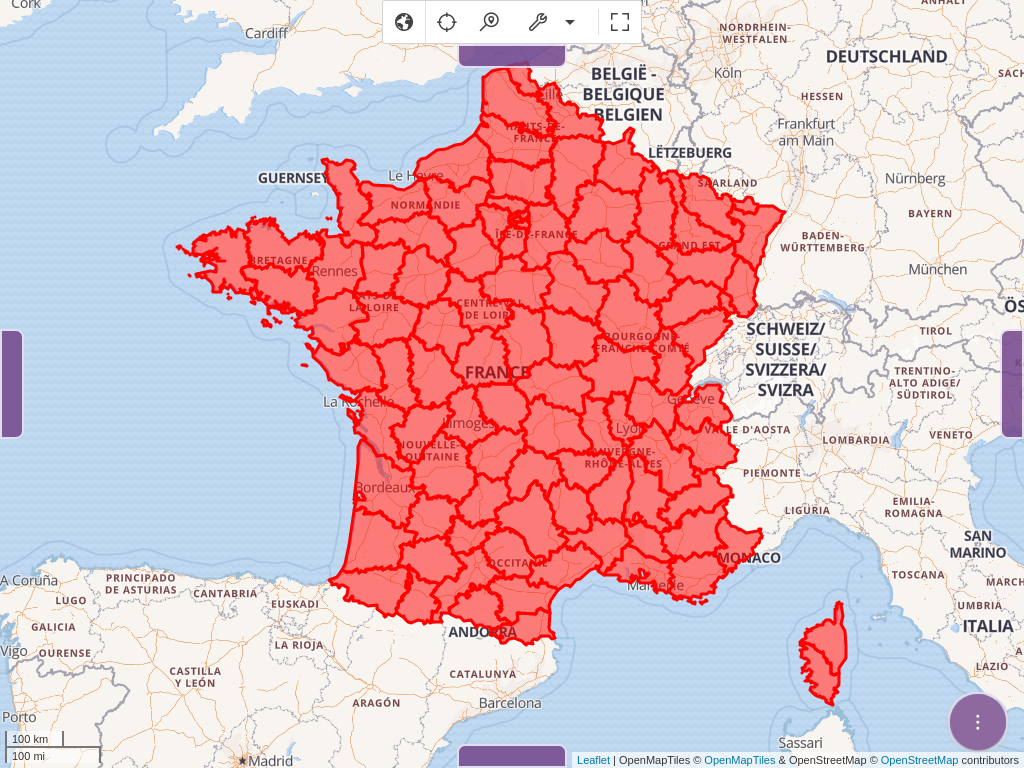 Cork
ANHALT
Cardiff
NORDRHEIN-
WESTFALEN
DEUTSCHLAND
BELGIË -
BELGIQUE
BELGIEN
Köln
SACH
HESSEN
Lille
Frankfurt
am Main
HAUTS-DE-
FRANCE
LËTZEBUERG
GUERNSEY
Le Havre
SAARLAND
Nürnberg
NORMANDIE
BAYERN
ÎLE-DE-FRANCE
GRAND EST
BADEN-
WÜRTTEMBERG
BRETAGNE
Rennes
München
PAYS DE
LA LOIRE
CENTRE-VAL
DE LOIRE
ÖS
SCHWEIZ/
SUISSE/
SVIZZERA/
SVIZRA
TIROL
BOURGOGNE-
FRANCHE-COMTÉ
FRANCE
TRENTINO-
ALTO ADIGE/
SÜDTIROL
La Rochelle
Genève
Limoges
Lyon
VALLE D'AOSTA
LOMBARDIA
VENETO
NOUVELLE-
AQUITAINE
AUVERGNE-
RHÔNE-ALPES
PIEMONTE
Bordeaux
LIGURIA
EMILIA-
ROMAGNA
SAN
MARINO
OCCITANIE
MONACO
A Coruña
PRINCIPADO
DE ASTURIAS
CANTABRIA
Marseille
TOSCANA
MARCH
LUGO
EUSKADI
UMBRIA
GALICIA
ANDORRA
ITALIA
Vigo
OURENSE
LA RIOJA
CASTILLA
Y LEÓN
CATALUNYA
LAZIO
ARAGÓN
Barcelona
Porto
100 km
100 mi
Madrid
Sassari
Leaflet | OpenMapTiles © OpenMapTiles & OpenStreetMap © OpenStreetMap contributors